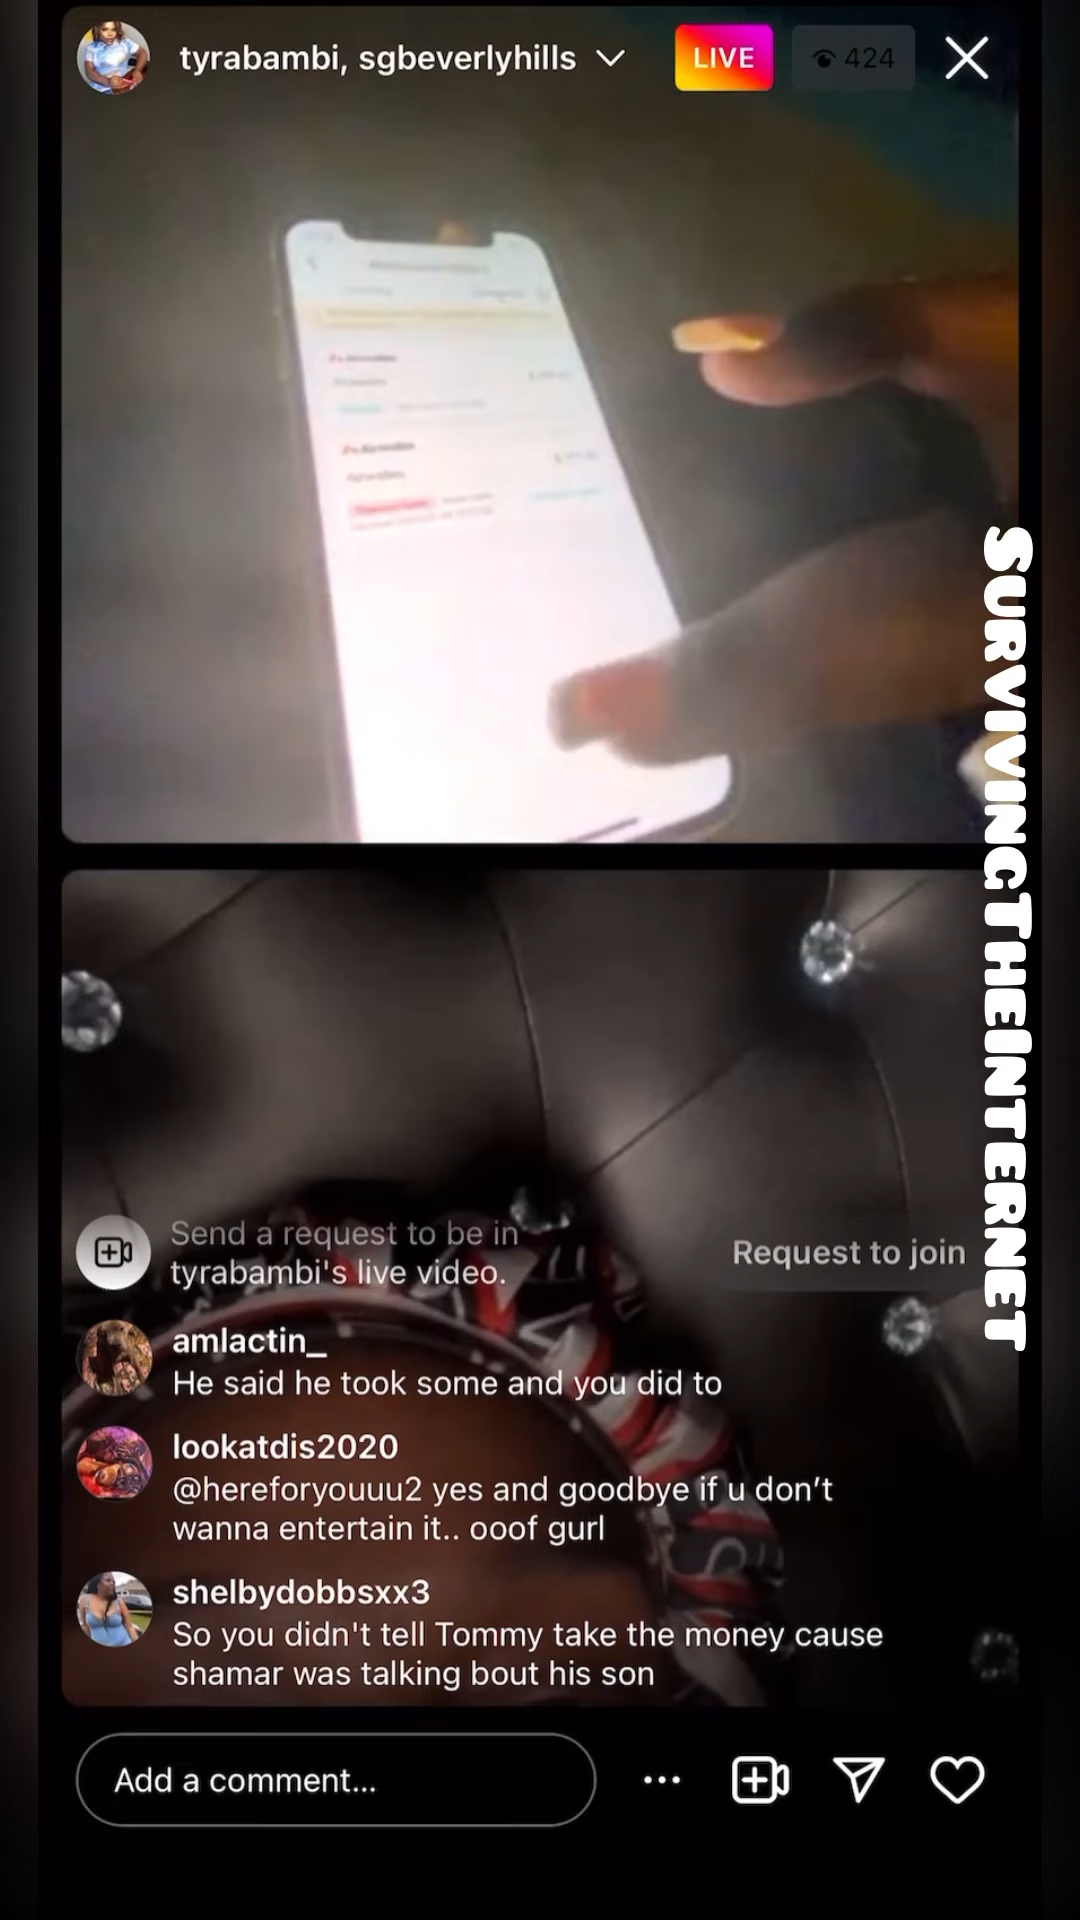 tyrabambi, sgbeverlyhills
LIVE
424
SURVIVINGTHEINTERNET
Send a request to be in
tyrabambi's live video.
Request to join
amlactin_
He said he took some and you did to
lookatdis2020
@hereforyouuu2 yes and goodbye if u don’t
wanna entertain it.. ooof gurl
shelbydobbsxx3
So you didn't tell Tommy take the money cause
shamar was talking bout his son
Add a comment...